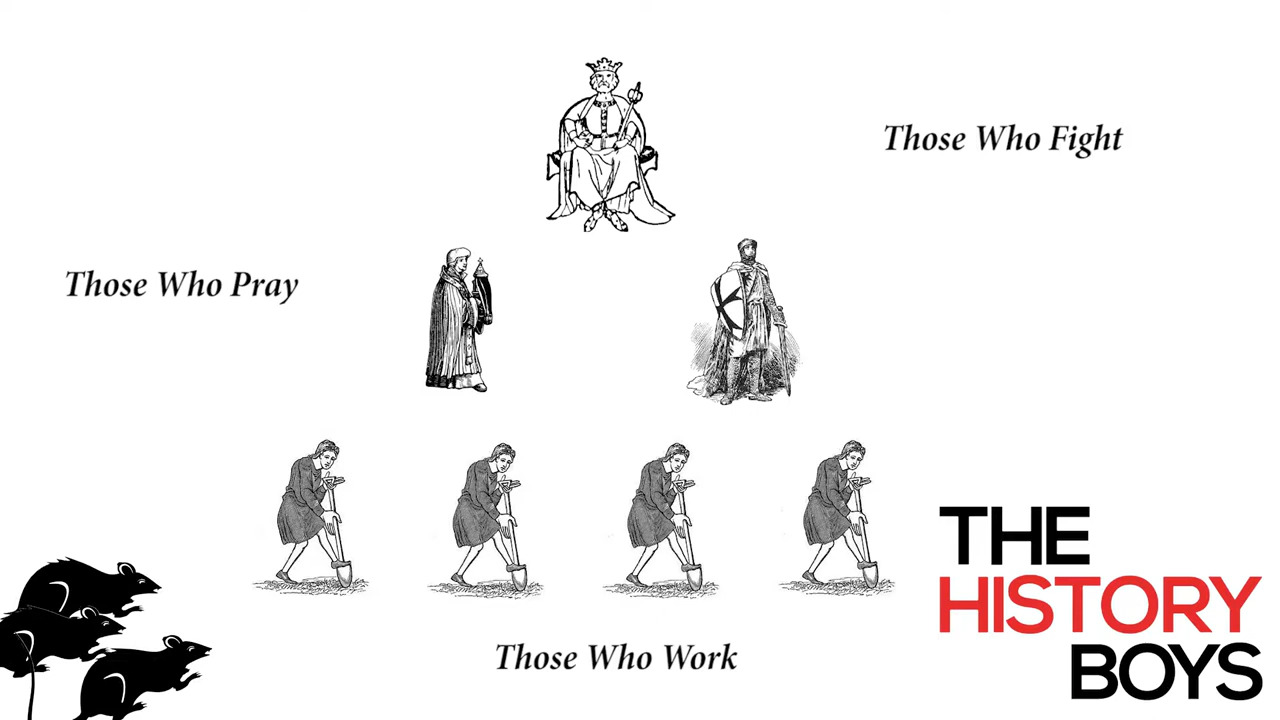 Those Who Fight
Those Who Pray
Those Who Work
THE
HISTORY
BOYS